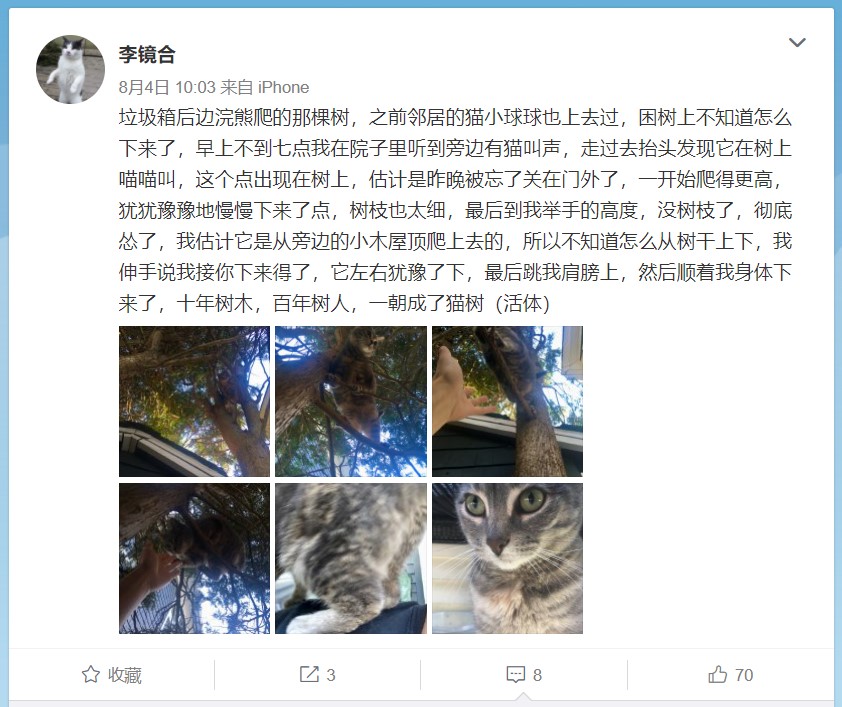 李镜合
8月4日 10:03 来自 iPhone
垃圾箱后边浣熊爬的那棵树，之前邻居的猫小球球也上去过，困树上不知道怎么
下来了，早上不到七点我在院子里听到旁边有猫叫声，走过去抬头发现它在树上
喵喵叫，这个点出现在树上，估计是昨晚被忘了关在门外了，一开始爬得更高，
犹犹豫豫地慢慢下来了点，树枝也太细，最后到我举手的高度，没树枝了，彻底
怂了，我估计它是从旁边的小木屋顶爬上去的，所以不知道怎么从树干上下，我
伸手说我接你下来得了，它左右犹豫了下，最后跳我肩膀上，然后顺着我身体下
来了，十年树木，百年树人，一朝成了猫树（活体）
收藏
3
8
70